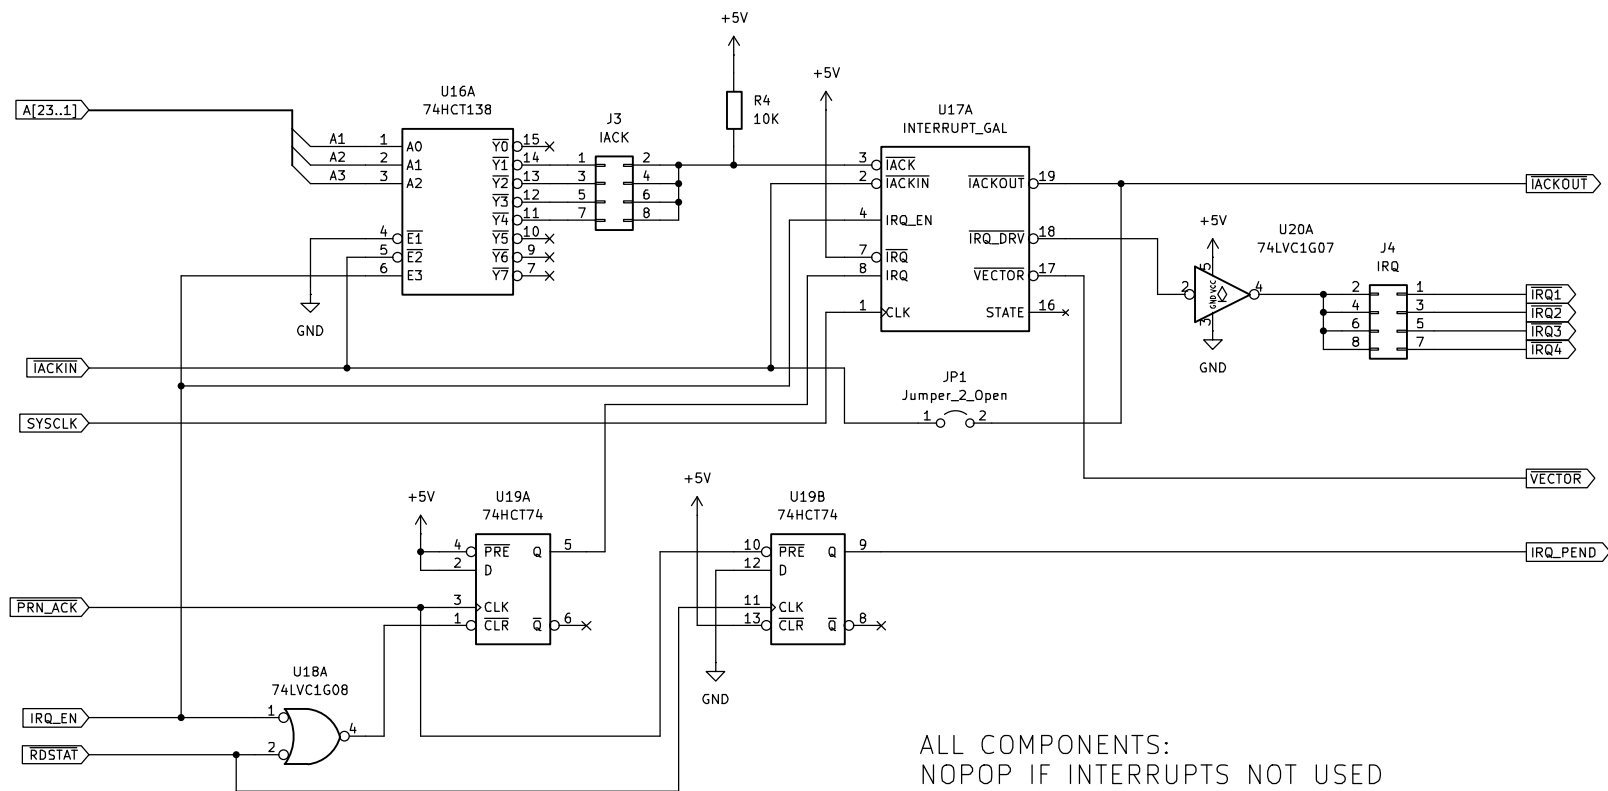 +5V
+5V
U16A
74HCT138
R4
10K
U17A
INTERRUPT_GAL
A[23..1]
J3
IACK
A1 1 A0 Y0 15
A2 2 A1 Y1 14 1 2 3 IACK
A3 3 A2 Y2 13 3 4 2 IACKIN IACKOUT 19 IACKOUT
Y3 12 5 6
Y4 11 7 8 4 IRQ_EN
4 E1 Y5 10 IRQ_DRV 18
5 E2 Y6 9 7 IRQ
6 E3 Y7 7 8 IRQ VECTOR 17
1 CLK STATE 16
GND
+5V
U20A
74LVC1G07
J4
IRQ
5 VCC
2 4
GND
3
GND
2 1 IRQ1
4 3 IRQ2
6 5 IRQ3
8 7 IRQ4
IACKIN
JP1
Jumper_2_Open
1 2
SYSCLK
VECTOR
+5V
U19A
74HCT74
+5V
U19B
74HCT74
4 PRE Q 5
2 D
3 CLK
1 CLR Q 6
10 PRE Q 9
12 D
11 CLK
13 CLR Q 8
IRQ_PEND
PRN_ACK
GND
U18A
74LVC1G08
IRQ_EN
1
4
RDSTAT
2
ALL COMPONENTS:
NOPOP IF INTERRUPTS NOT USED